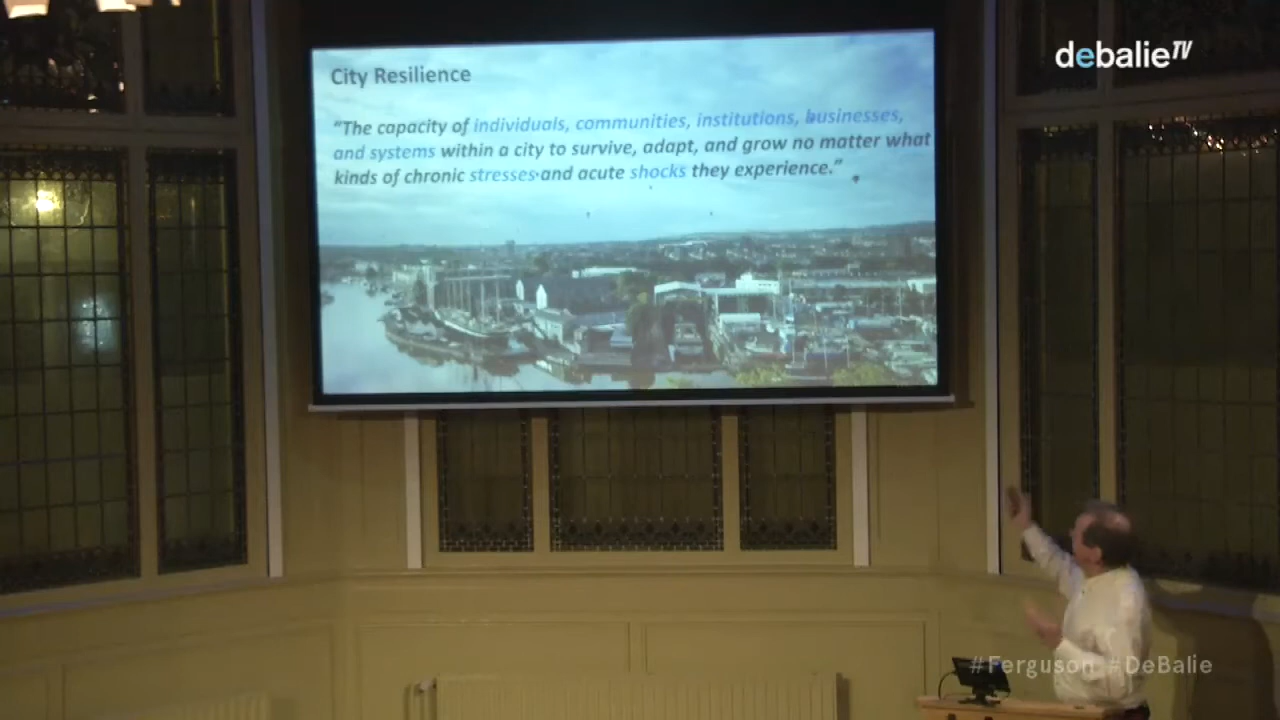 debalieTV
City Resilience
“The capacity of individuals, communities, institutions, businesses,
and systems within a city to survive, adapt, and grow no matter what
kinds of chronic stresses and acute shocks they experience.”
#Ferguson #DeBalie